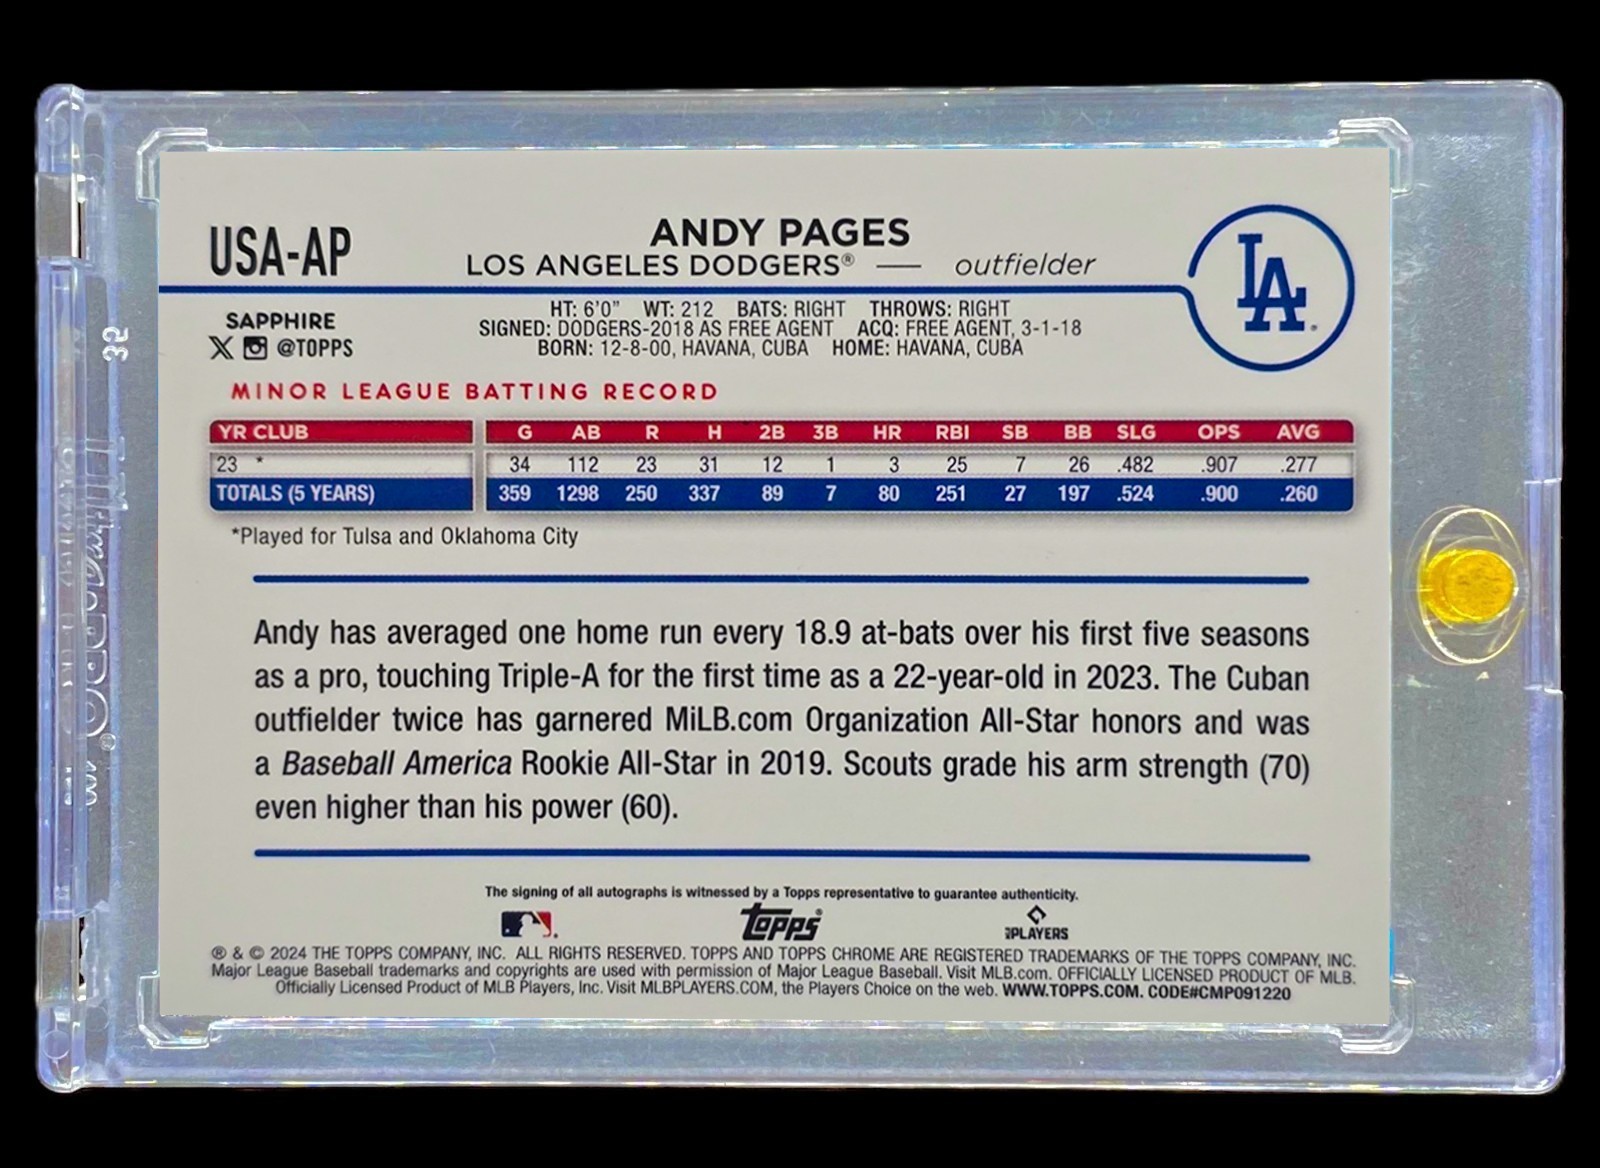 USA-AP
ANDY PAGES
LOS ANGELES DODGERS® — outfielder
LA
SAPPHIRE
@TOPPS
HT: 6'0" WT: 212 BATS: RIGHT THROWS: RIGHT
SIGNED: DODGERS-2018 AS FREE AGENT ACQ: FREE AGENT, 3-1-18
BORN: 12-8-00, HAVANA, CUBA HOME: HAVANA, CUBA
MINOR LEAGUE BATTING RECORD
YR CLUB G AB R H 2B 3B HR RBI SB BB SLG OPS AVG
23 * 34 112 23 31 12 1 3 25 7 26 .482 .907 .277
TOTALS (5 YEARS) 359 1298 250 337 89 7 80 251 27 197 .524 .900 .260
*Played for Tulsa and Oklahoma City
Andy has averaged one home run every 18.9 at-bats over his first five seasons
as a pro, touching Triple-A for the first time as a 22-year-old in 2023. The Cuban
outfielder twice has garnered MiLB.com Organization All-Star honors and was
a Baseball America Rookie All-Star in 2019. Scouts grade his arm strength (70)
even higher than his power (60).
The signing of all autographs is witnessed by a Topps representative to guarantee authenticity.
Topps®
PLAYERS
® & © 2024 THE TOPPS COMPANY, INC. ALL RIGHTS RESERVED. TOPPS AND TOPPS CHROME ARE REGISTERED TRADEMARKS OF THE TOPPS COMPANY, INC.
Major League Baseball trademarks and copyrights are used with permission of Major League Baseball. Visit MLB.com. OFFICIALLY LICENSED PRODUCT OF MLB.
Officially Licensed Product of MLB Players, Inc. Visit MLBPLAYERS.COM, the Players Choice on the web. WWW.TOPPS.COM. CODE#CMP091220